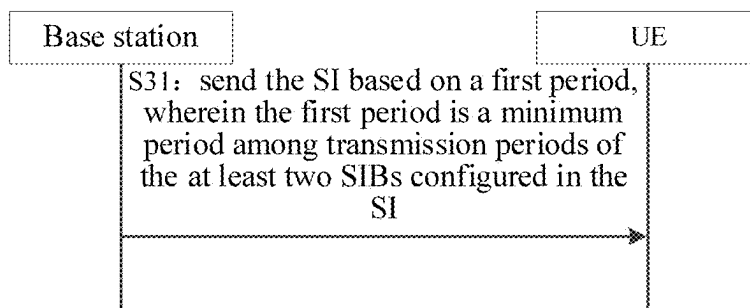 Base station
UE
S31： send the SI based on a first period,
wherein the first period is a minimum
period among transmission periods of
the at least two SIBs configured in the
SI